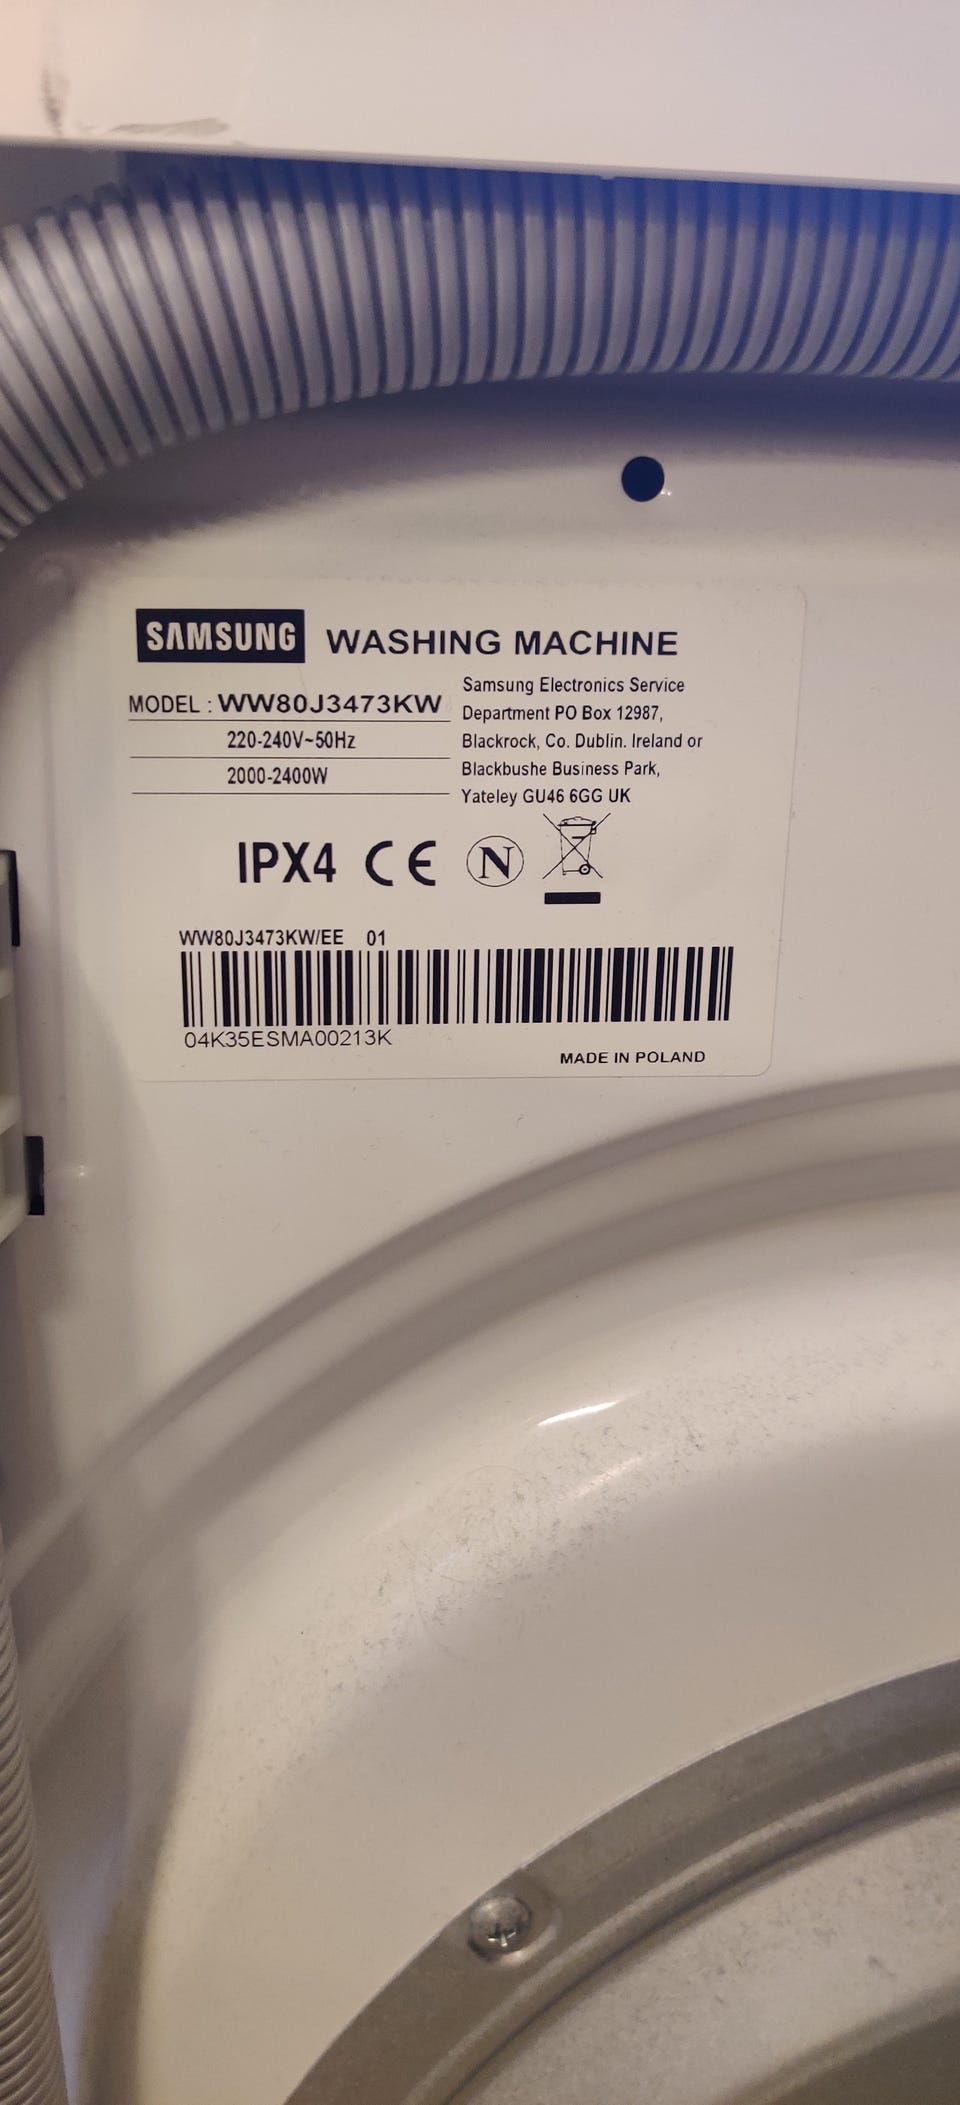 SAMSUNG WASHING MACHINE
MODEL : WW80J3473KW
220-240V~50Hz
2000-2400W
Samsung Electronics Service
Department PO Box 12987,
Blackrock, Co. Dublin. Ireland or
Blackbushe Business Park,
Yateley GU46 6GG UK
IPX4 CE N
WW80J3473KW/EE 01
04K35ESMA00213K
MADE IN POLAND